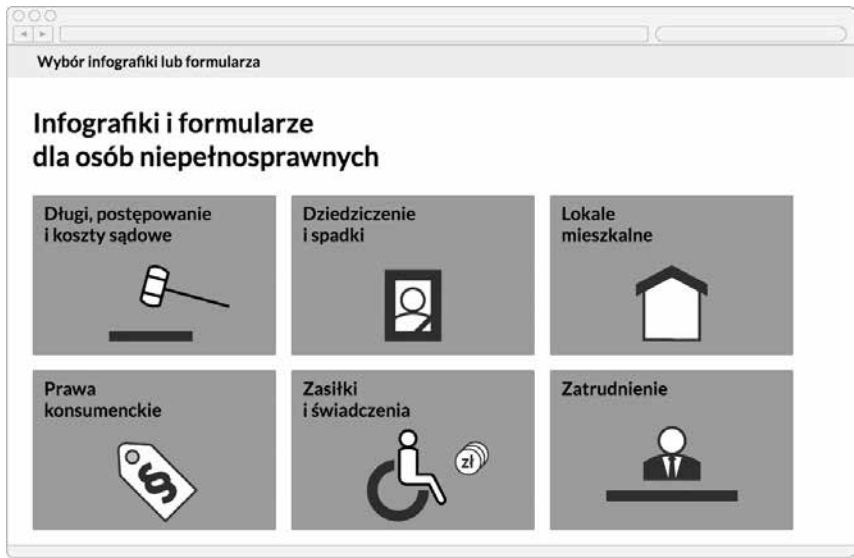 Wybór infografiki lub formularza
Infografiki i formularze
dla osób niepełnosprawnych
Długi, postępowanie
i koszty sądowe
Dziedziczenie
i spadki
Lokale
mieszkalne
Prawa
konsumenckie
§
Zasiłki
i świadczenia
zł
Zatrudnienie